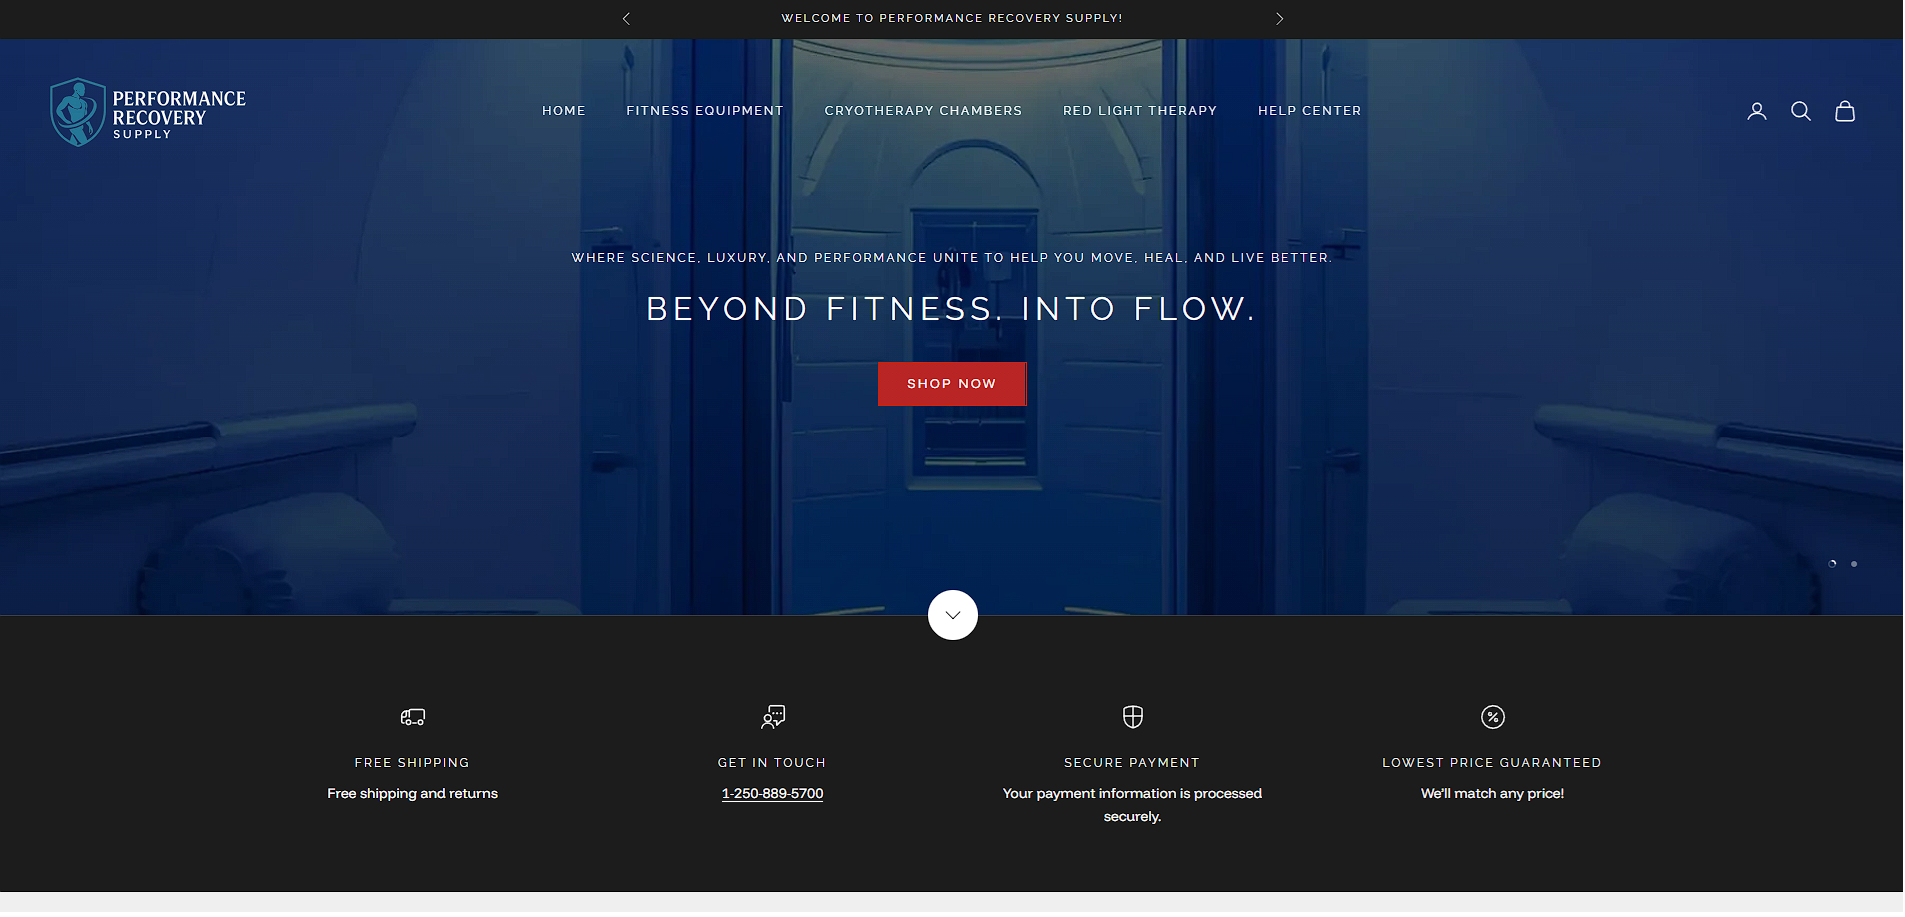 WELCOME TO PERFORMANCE RECOVERY SUPPLY!
PERFORMANCE
RECOVERY
SUPPLY
HOME
FITNESS EQUIPMENT
CRYOTHERAPY CHAMBERS
RED LIGHT THERAPY
HELP CENTER
WHERE SCIENCE, LUXURY, AND PERFORMANCE UNITE TO HELP YOU MOVE, HEAL, AND LIVE BETTER.
BEYOND FITNESS. INTO FLOW.
SHOP NOW
FREE SHIPPING
Free shipping and returns
GET IN TOUCH
1-250-889-5700
SECURE PAYMENT
Your payment information is processed
securely.
LOWEST PRICE GUARANTEED
We'll match any price!